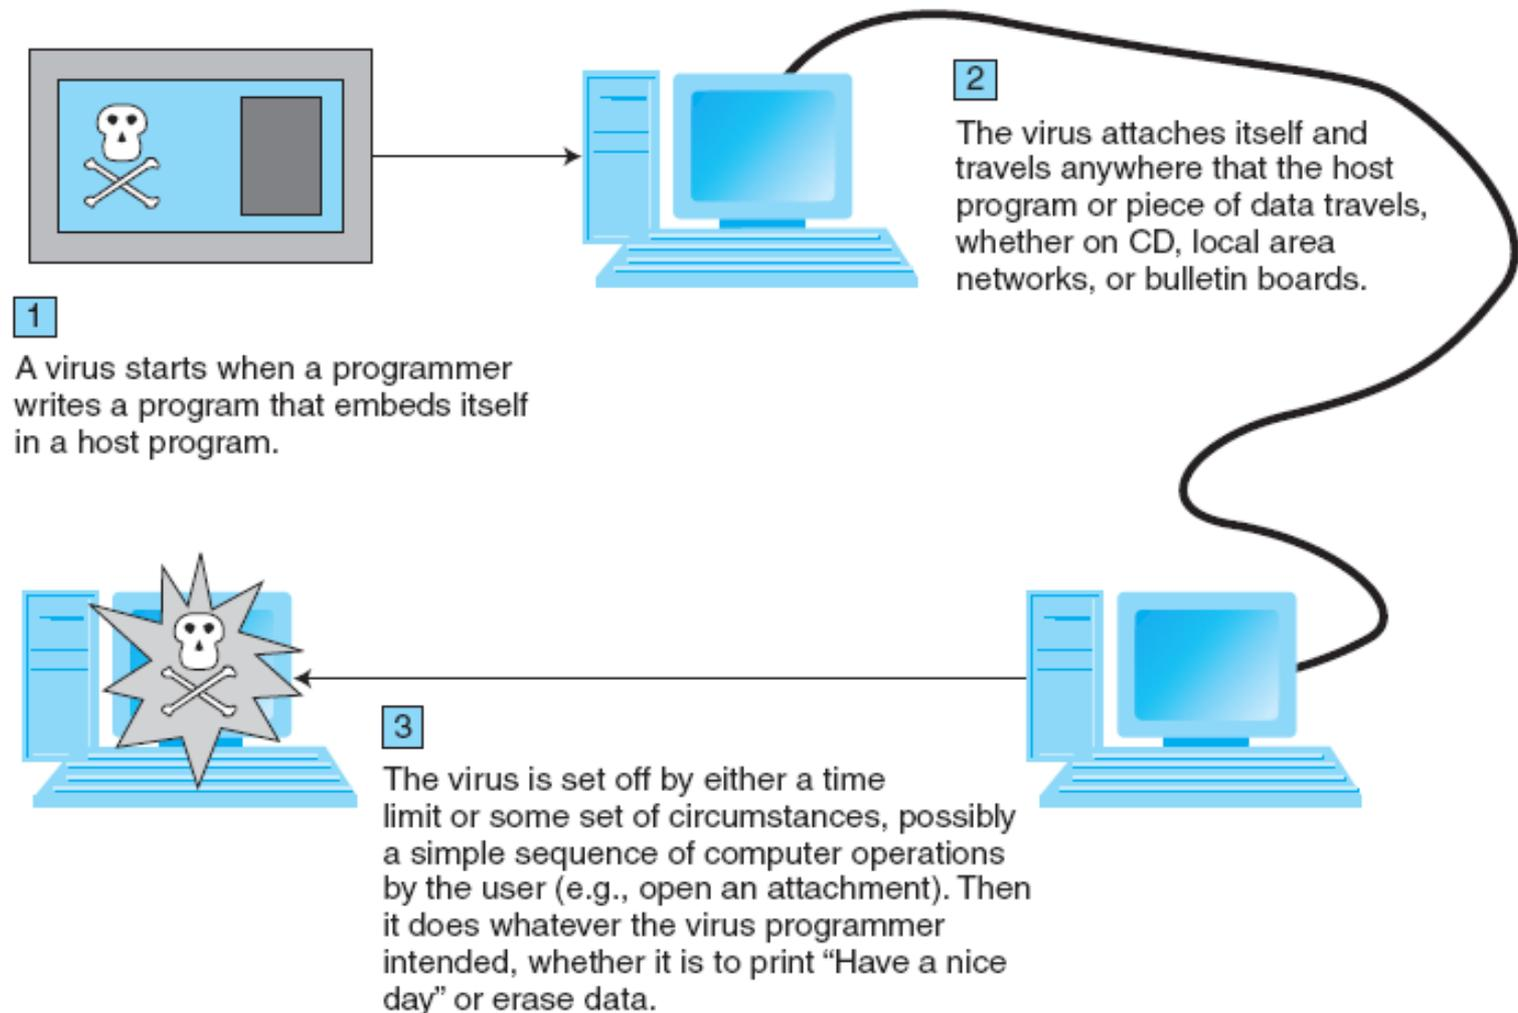 1
A virus starts when a programmer
writes a program that embeds itself
in a host program.
2
The virus attaches itself and
travels anywhere that the host
program or piece of data travels,
whether on CD, local area
networks, or bulletin boards.
3
The virus is set off by either a time
limit or some set of circumstances, possibly
a simple sequence of computer operations
by the user (e.g., open an attachment). Then
it does whatever the virus programmer
intended, whether it is to print “Have a nice
day” or erase data.